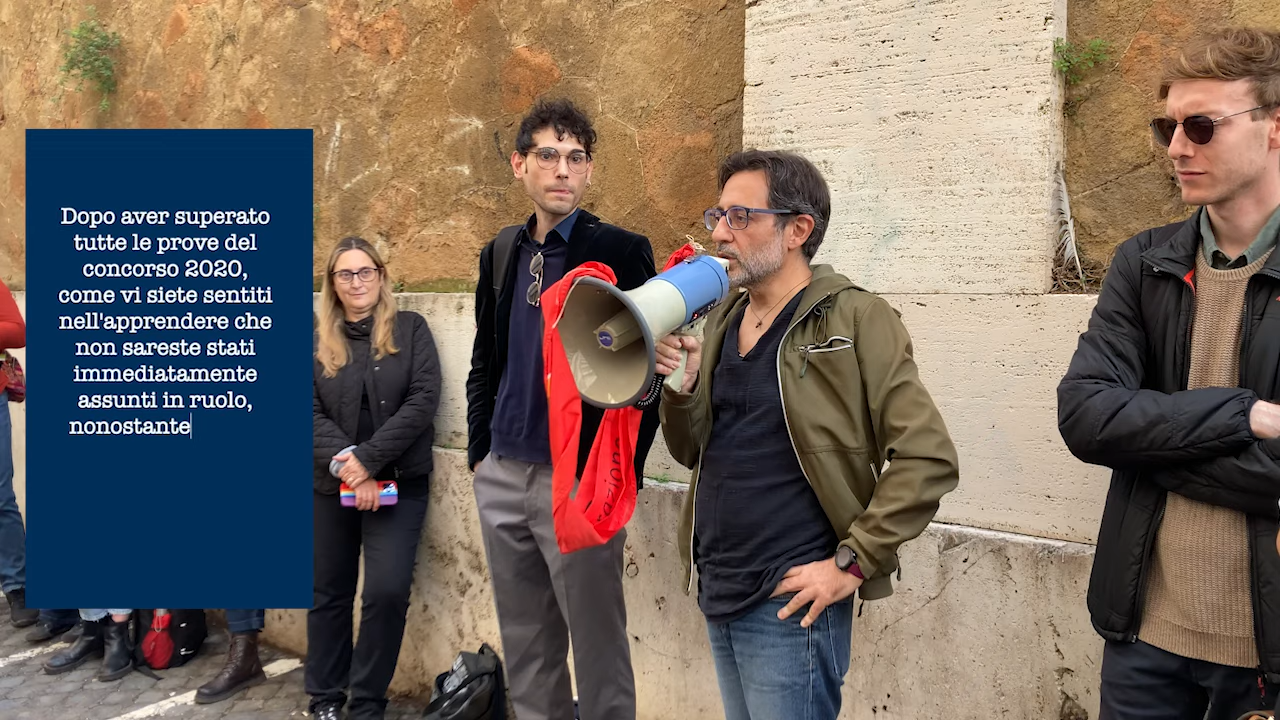 Dopo aver superato
tutte le prove del
concorso 2020,
come vi siete sentiti
nell'apprendere che
non sareste stati
immediatamente
assunti in ruolo,
nonostante
razione